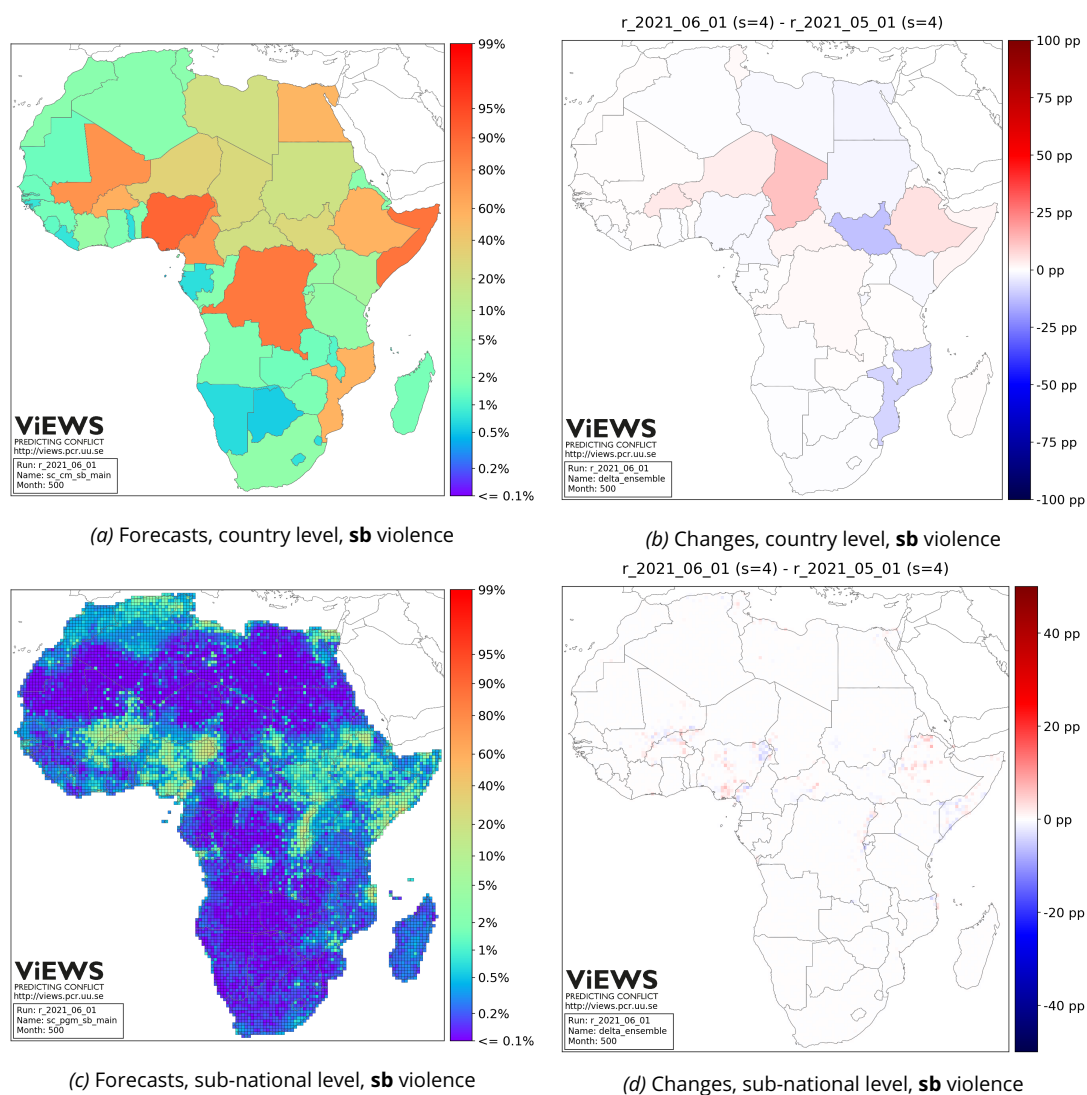 r_2021_06_01 (s=4) - r_2021_05_01 (s=4)
99%
95%
90%
80%
60%
40%
20%
10%
5%
2%
1%
0.5%
0.2%
<= 0.1%
ViEWS
PREDICTING CONFLICT
http://views.pcr.uu.se
Run: r_2021_06_01
Name: sc_cm_sb_main
Month: 500
100 pp
75 pp
50 pp
25 pp
0 pp
-25 pp
-50 pp
-75 pp
-100 pp
ViEWS
PREDICTING CONFLICT
http://views.pcr.uu.se
Run: r_2021_06_01
Name: delta_ensemble
Month: 500
(a) Forecasts, country level, sb violence
(b) Changes, country level, sb violence
r_2021_06_01 (s=4) - r_2021_05_01 (s=4)
99%
95%
90%
80%
60%
40%
20%
10%
5%
2%
1%
0.5%
0.2%
<= 0.1%
ViEWS
PREDICTING CONFLICT
http://views.pcr.uu.se
Run: r_2021_06_01
Name: sc_pgm_sb_main
Month: 500
40 pp
20 pp
0 pp
-20 pp
-40 pp
ViEWS
PREDICTING CONFLICT
http://views.pcr.uu.se
Run: r_2021_06_01
Name: delta_ensemble
Month: 500
(c) Forecasts, sub-national level, sb violence
(d) Changes, sub-national level, sb violence